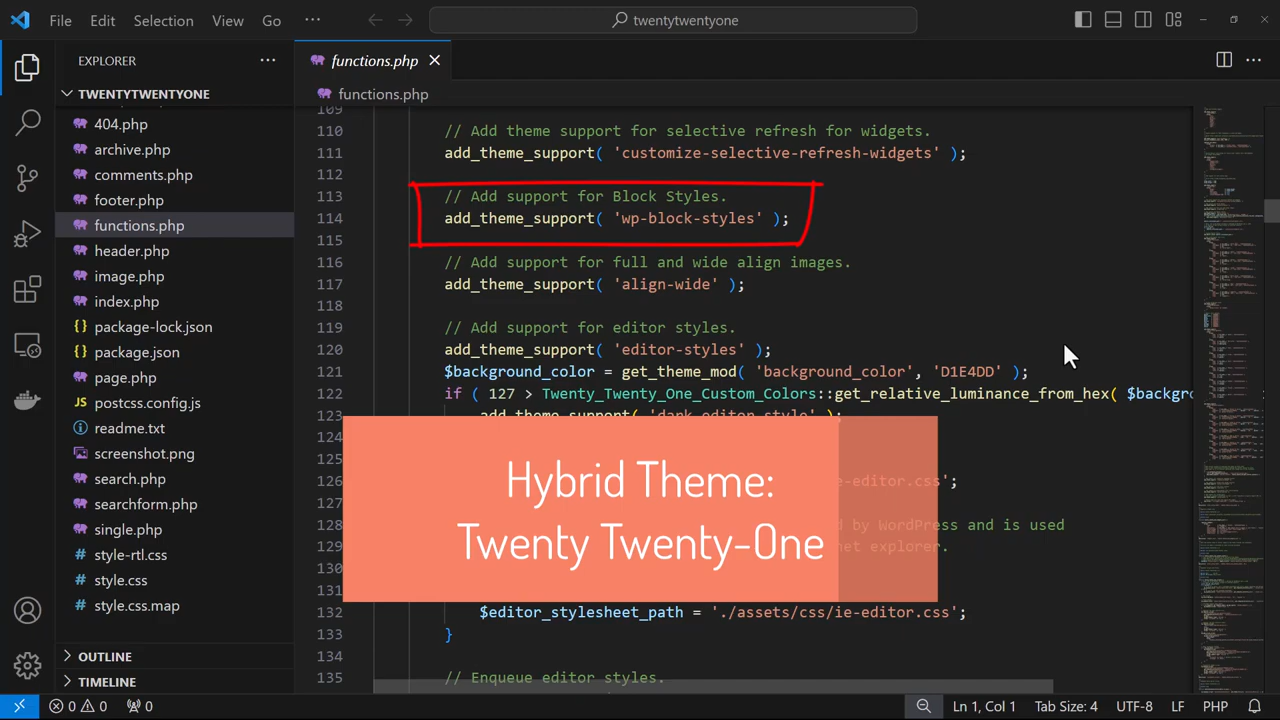 File Edit Selection View Go ··· twentytwentyone
EXPLORER ···
TWENTYTWENTYONE
404.php
archive.php
comments.php
footer.php
functions.php
header.php
image.php
index.php
package-lock.json
package.json
page.php
postcss.config.js
readme.txt
screenshot.png
search.php
searchform.php
single.php
style-rtl.css
style.css
style.css.map
OUTLINE
TIMELINE
functions.php
functions.php
109
110 // Add theme support for selective refresh for widgets.
111 add_theme_support( 'customize-selective-refresh-widgets' );
112
113 // Add support for Block Styles.
114 add_theme_support( 'wp-block-styles' );
115
116 // Add support for full and wide align images.
117 add_theme_support( 'align-wide' );
118
119 // Add support for editor styles.
120 add_theme_support( 'editor-styles' );
121 $background_color = get_theme_mod( 'background_color', 'D1E4DD' );
122 if ( 127 > Twenty_Twenty_One_Custom_Colors::get_relative_luminance_from_hex( $backgro
123 add_theme_support( 'dark-editor-style' );
124
125
126 ie-editor.css';
128 by WordPress and is used
129 explorer.
130
131
132 './assets/css/ie-editor.css
133 }
134
135 // Enqueue editor styles.
Hybrid Theme:
Twenty Twenty-One
0 0 0 Ln 1, Col 1 Tab Size: 4 UTF-8 LF PHP